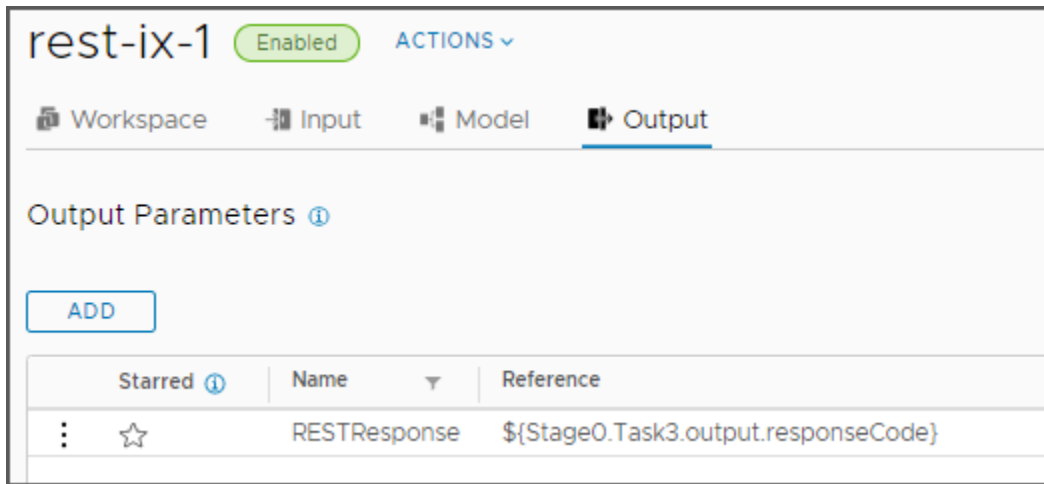 rest-ix-1 Enabled ACTIONS
Workspace Input Model Output
Output Parameters
ADD
Starred Name Reference
RESTResponse ${Stage0.Task3.output.responseCode}